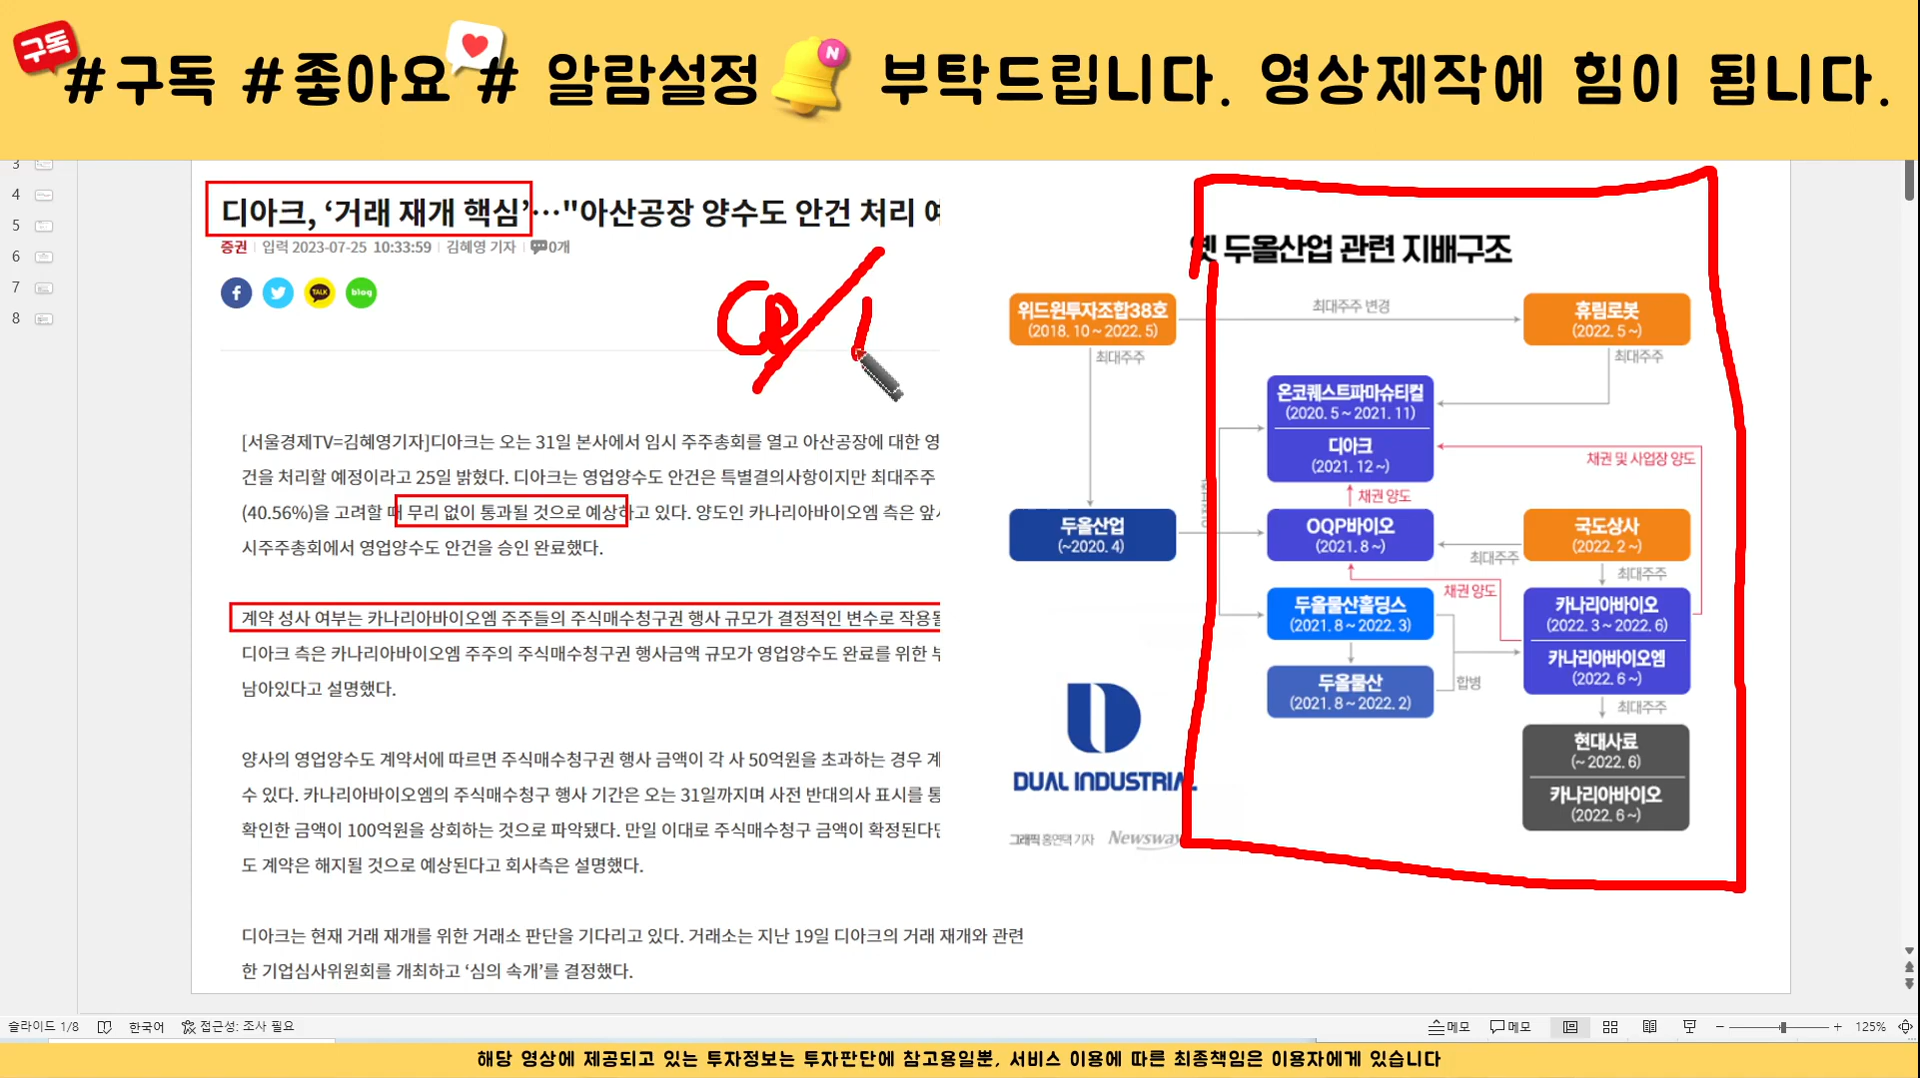 구독
#구독 #좋아요 # 알람설정 N 부탁드립니다. 영상제작에 힘이 됩니다.
3
4
5
6
7
8
디아크, ‘거래 재개 핵심’…"아산공장 양수도 안건 처리
증권 입력 2023-07-25 10:33:59 김혜영 기자 0개
f TALK blog
[서울경제TV=김혜영기자]디아크는 오는 31일 본사에서 임시 주주총회를 열고 아산공장에 대한 영
건을 처리할 예정이라고 25일 밝혔다. 디아크는 영업양수도 안건은 특별결의사항이지만 최대주주
(40.56%)을 고려할 때 무리 없이 통과될 것으로 예상하고 있다. 양도인 카나리아바이오엠 측은 앞서
시주주총회에서 영업양수도 안건을 승인 완료했다.
계약 성사 여부는 카나리아바이오엠 주주들의 주식매수청구권 행사 규모가 결정적인 변수로 작용될
디아크 측은 카나리아바이오엠 주주의 주식매수청구권 행사금액 규모가 영업양수도 완료를 위한
남아있다고 설명했다.
양사의 영업양수도 계약서에 따르면 주식매수청구권 행사 금액이 각 사 50억원을 초과하는 경우 계
수 있다. 카나리아바이오엠의 주식매수청구 행사 기간은 오는 31일까지며 사전 반대의사 표시를 통
확인한 금액이 100억원을 상회하는 것으로 파악됐다. 만일 이대로 주식매수청구 금액이 확정된다면
도 계약은 해지될 것으로 예상된다고 회사측은 설명했다.
디아크는 현재 거래 재개를 위한 거래소 판단을 기다리고 있다. 거래소는 지난 19일 디아크의 거래 재개와 관련
한 기업심사위원회를 개최하고 ‘심의 속개’를 결정했다.
옛 두올산업 관련 지배구조
위드윈투자조합38호
(2018. 10 ~ 2022. 5)
최대주주 변경
휴림로봇
(2022. 5 ~)
최대주주
최대주주
온코퀘스트파마슈티컬
(2020. 5 ~ 2021. 11)
디아크
(2021. 12 ~)
채권 및 사업장 양도
채권 양도
두올산업
(~2020. 4)
OQP바이오
(2021. 8 ~)
국도상사
(2022. 2 ~)
최대주주
최대주주
채권 양도
두올물산홀딩스
(2021. 8 ~ 2022. 3)
카나리아바이오
(2022. 3 ~ 2022. 6)
카나리아바이오엠
(2022. 6 ~)
두올물산
(2021. 8 ~ 2022. 2)
합병
최대주주
현대사료
(~ 2022. 6)
카나리아바이오
(2022. 6 ~)
DUAL INDUSTRIAL
그래픽 홍연택 기자 Newsway
슬라이드 1/8 한국어 접근성: 조사 필요 메모 메모 125%
해당 영상에 제공되고 있는 투자정보는 투자판단에 참고용일뿐, 서비스 이용에 따른 최종책임은 이용자에게 있습니다